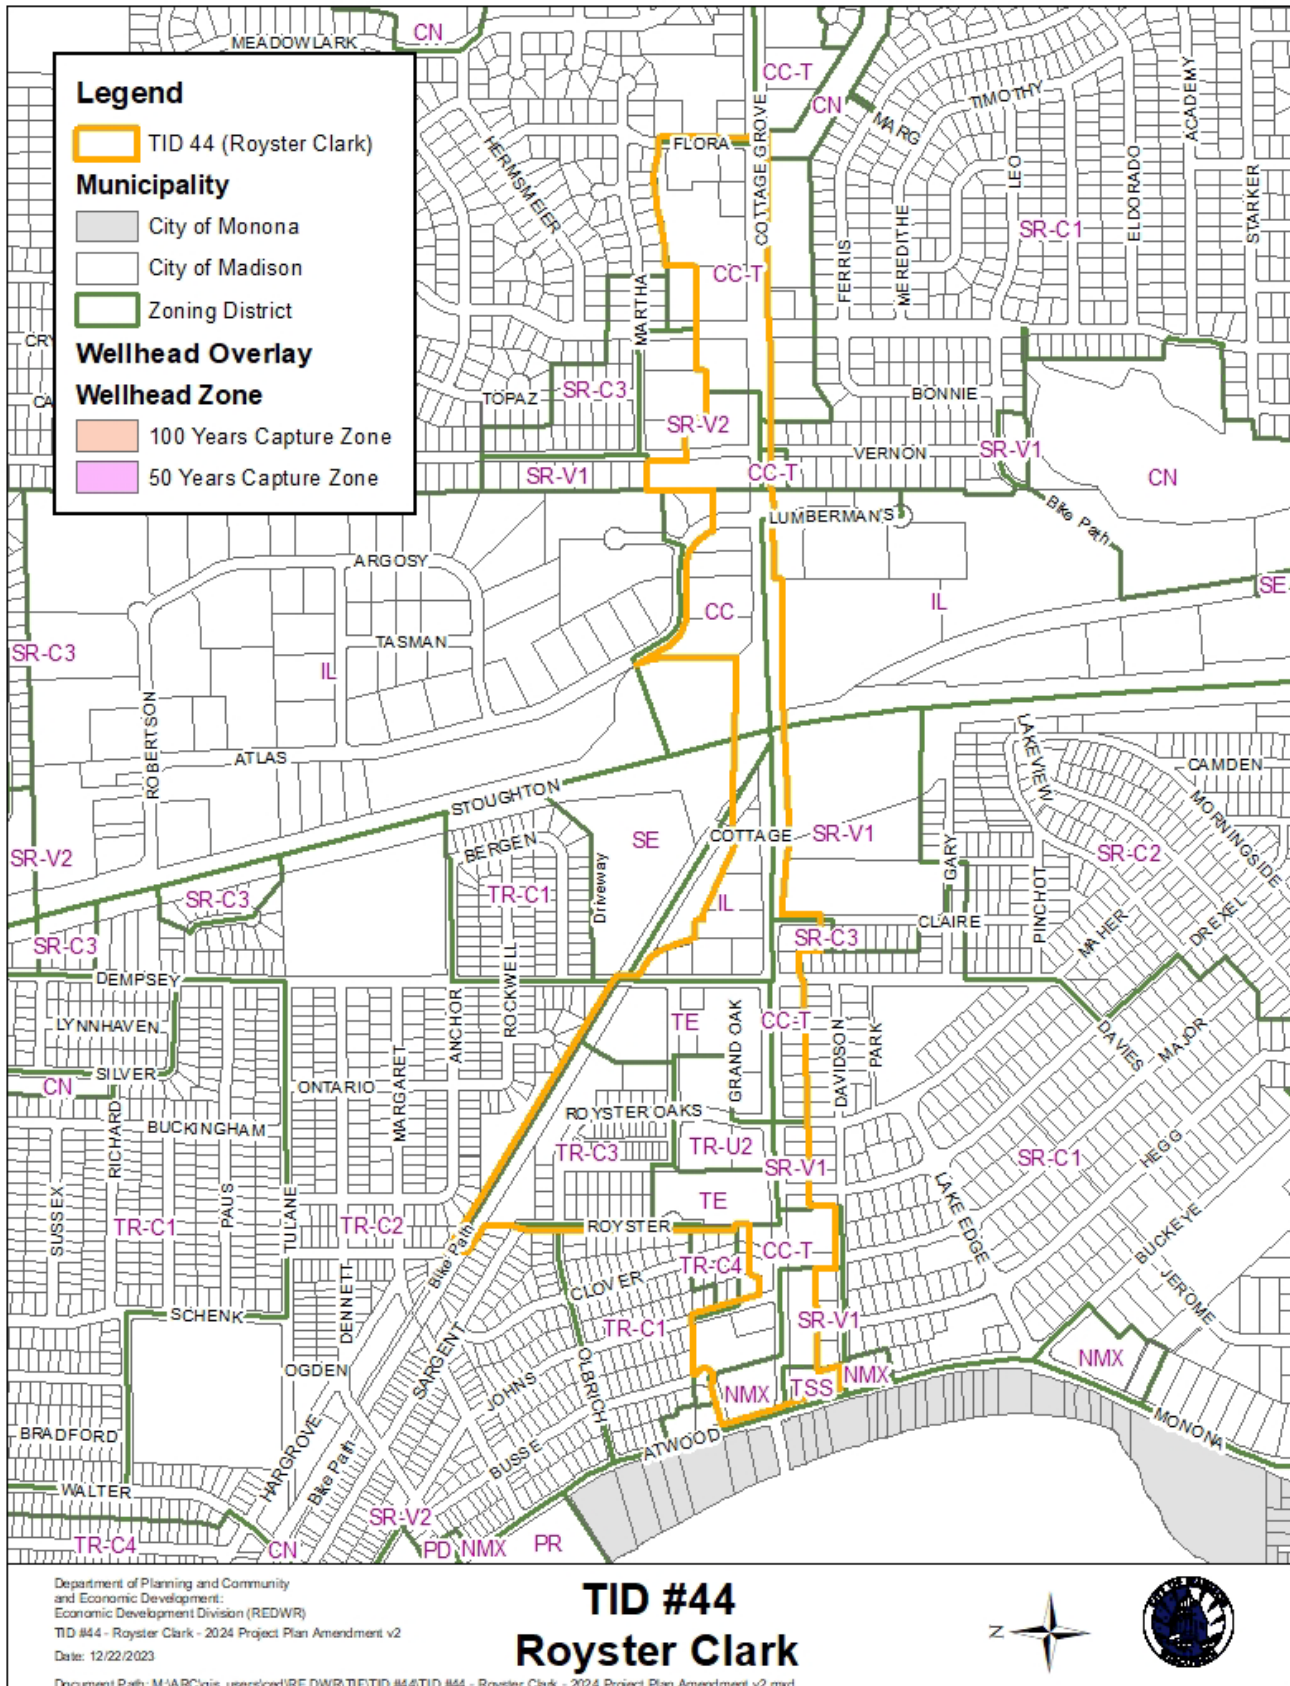 MEADOWLARK
CN
Legend
TID 44 (Royster Clark)
Municipality
City of Monona
City of Madison
Zoning District
Wellhead Overlay
Wellhead Zone
100 Years Capture Zone
50 Years Capture Zone
CC-T
CN
MARG
TIMOTHY
ACADEMY
HERMSMEIER
FLORA
COTTAGE GROVE
LEO
ELDORADO
STARKER
SR-C1
FERRIS
MEREDITHE
CC-T
MARTHA
CRY
CA
TOPAZ
SR-C3
BONNIE
SR-V2
VERNON
SR-V1
SR-V1
CC-T
CN
LUMBERMAN'S
Bike Path
ARGOSY
SE
IL
CC
TASMAN
SR-C3
IL
ROBERTSON
ATLAS
STOUGHTON
LAKEVIEW
CAMDEN
MORNINGSIDE
COTTAGE
SR-V1
SE
BERGEN
SR-V2
GARY
SR-C2
Driveway
TR-C1
SR-C3
IL
PINCHOT
CLAIRE
MAHER
DREXEL
SR-C3
SR-C3
DEMPSEY
ROCKWELL
ANCHOR
LYNNHAVEN
TE
GRAND OAK
CC-T
DAVIDSON
PARK
DAVIES
MAJOR
SILVER
CN
ONTARIO
MARGARET
ROYSTER OAKS
RICHARD
BUCKINGHAM
TR-C3
TR-U2
SR-V1
SR-C1
HEGG
SUSSEX
TR-C1
PAUS
TULANE
TR-C2
TE
ROYSTER
LAKE EDGE
BUCKEYE
Bike Path
CC-T
TR-C4
CLOVER
JEROME
SCHENK
DENNETT
TR-C1
SR-V1
SARGENT
OGDEN
OLBRICH
JOHNS
NMX
TSS
NMX
NMX
MONONA
BRADFORD
HARGROVE
Bike Path
BUSSE
ATWOOD
WALTER
SR-V2
TR-C4
CN
PD
NMX
PR
Department of Planning and Community
and Economic Development:
Economic Development Division (REDWR)
TID #44 - Royster Clark - 2024 Project Plan Amendment v2
Date: 12/22/2023
TID #44
Royster Clark
N